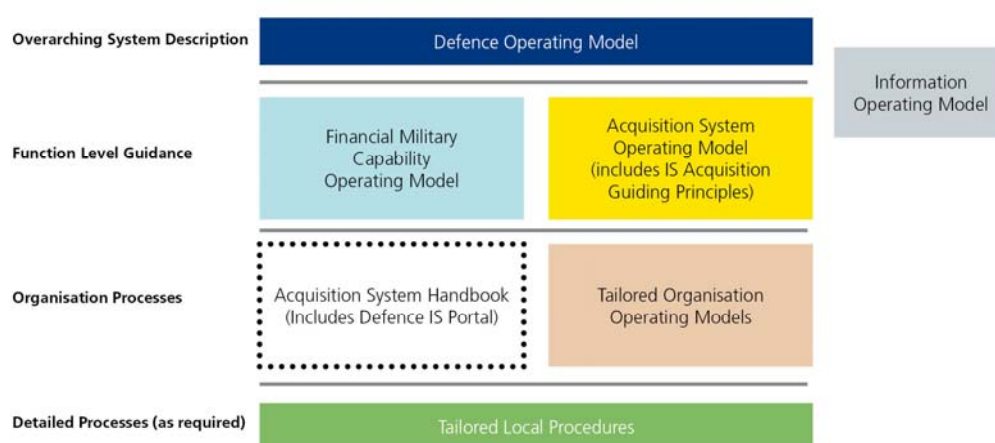 Overarching System Description
Defence Operating Model
Information
Operating Model
Function Level Guidance
Financial Military
Capability
Operating Model
Acquisition System
Operating Model
(includes IS Acquisition
Guiding Principles)
Organisation Processes
Acquisition System Handbook
(Includes Defence IS Portal)
Tailored Organisation
Operating Models
Detailed Processes (as required)
Tailored Local Procedures